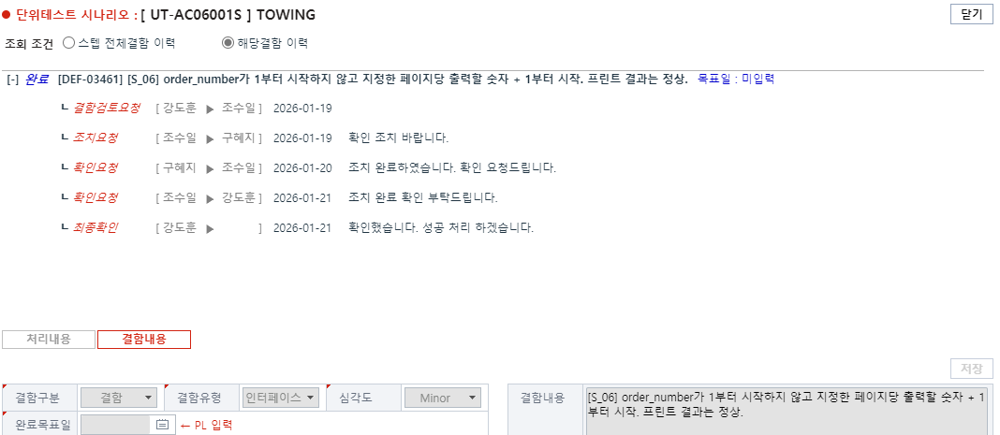 ● 단위테스트 시나리오 : [ UT-AC06001S ] TOWING 닫기
조회 조건 스텝 전체결함 이력 해당결함 이력
[-] 완료 [DEF-03461] [S_06] order_number가 1부터 시작하지 않고 지정한 페이지당 출력할 숫자 + 1부터 시작. 프린트 결과는 정상. 목표일 : 미입력
ㄴ 결함검토요청 [ 강도훈 ▶ 조수일 ] 2026-01-19
ㄴ 조치요청 [ 조수일 ▶ 구혜지 ] 2026-01-19 확인 조치 바랍니다.
ㄴ 확인요청 [ 구혜지 ▶ 조수일 ] 2026-01-20 조치 완료하였습니다. 확인 요청드립니다.
ㄴ 확인요청 [ 조수일 ▶ 강도훈 ] 2026-01-21 조치 완료 확인 부탁드립니다.
ㄴ 최종확인 [ 강도훈 ▶ ] 2026-01-21 확인했습니다. 성공 처리 하겠습니다.
처리내용 결함내용
저장
결함구분 결함 결함유형 인터페이스 심각도 Minor
완료목표일 ← PL 입력
결함내용 [S_06] order_number가 1부터 시작하지 않고 지정한 페이지당 출력할 숫자 + 1
부터 시작. 프린트 결과는 정상.